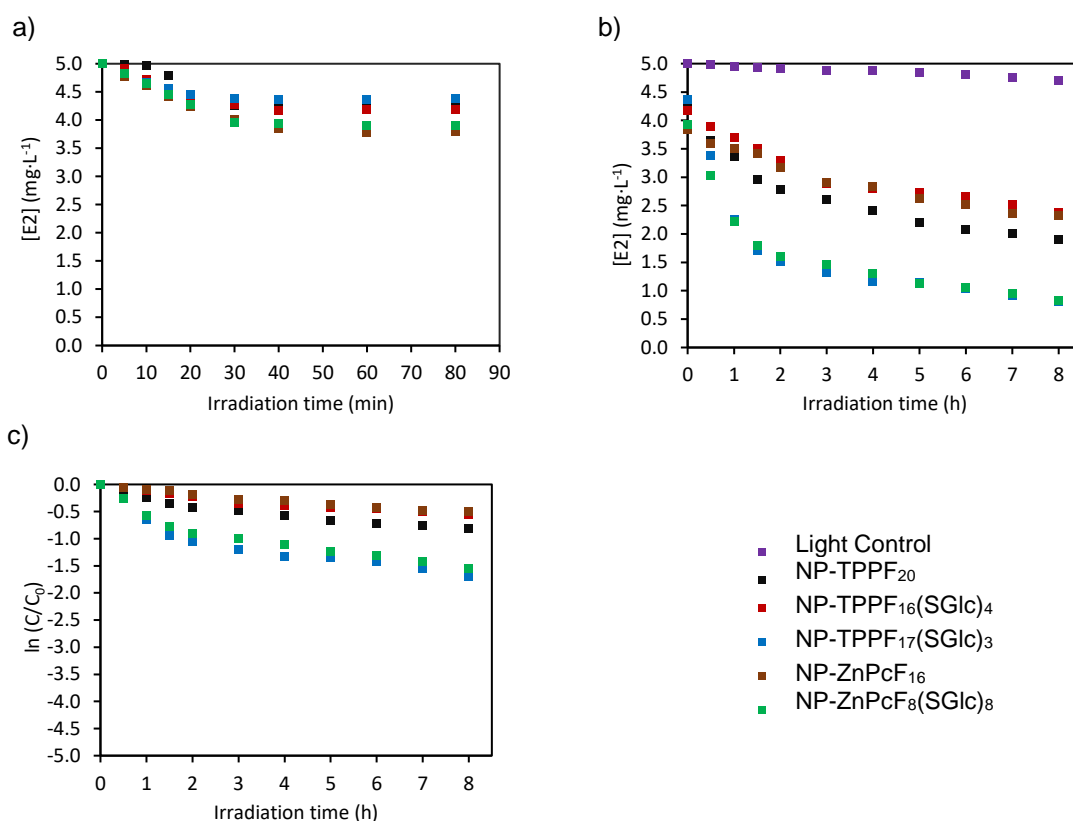 a)
5.0
4.5
4.0
3.5
3.0
2.5
2.0
1.5
1.0
0.5
0.0
[E2] (mg·L⁻¹)
0 10 20 30 40 50 60 70 80 90
Irradiation time (min)
b)
5.0
4.5
4.0
3.5
3.0
2.5
2.0
1.5
1.0
0.5
0.0
[E2] (mg·L⁻¹)
0 1 2 3 4 5 6 7 8
Irradiation time (h)
c)
0.0
-0.5
-1.0
-1.5
-2.0
-2.5
-3.0
-3.5
-4.0
-4.5
-5.0
ln (C/C₀)
0 1 2 3 4 5 6 7 8
Irradiation time (h)
Light Control
NP-TPPF₂₀
NP-TPPF₁₆(SGlc)₄
NP-TPPF₁₇(SGlc)₃
NP-ZnPcF₁₆
NP-ZnPcF₈(SGlc)₈